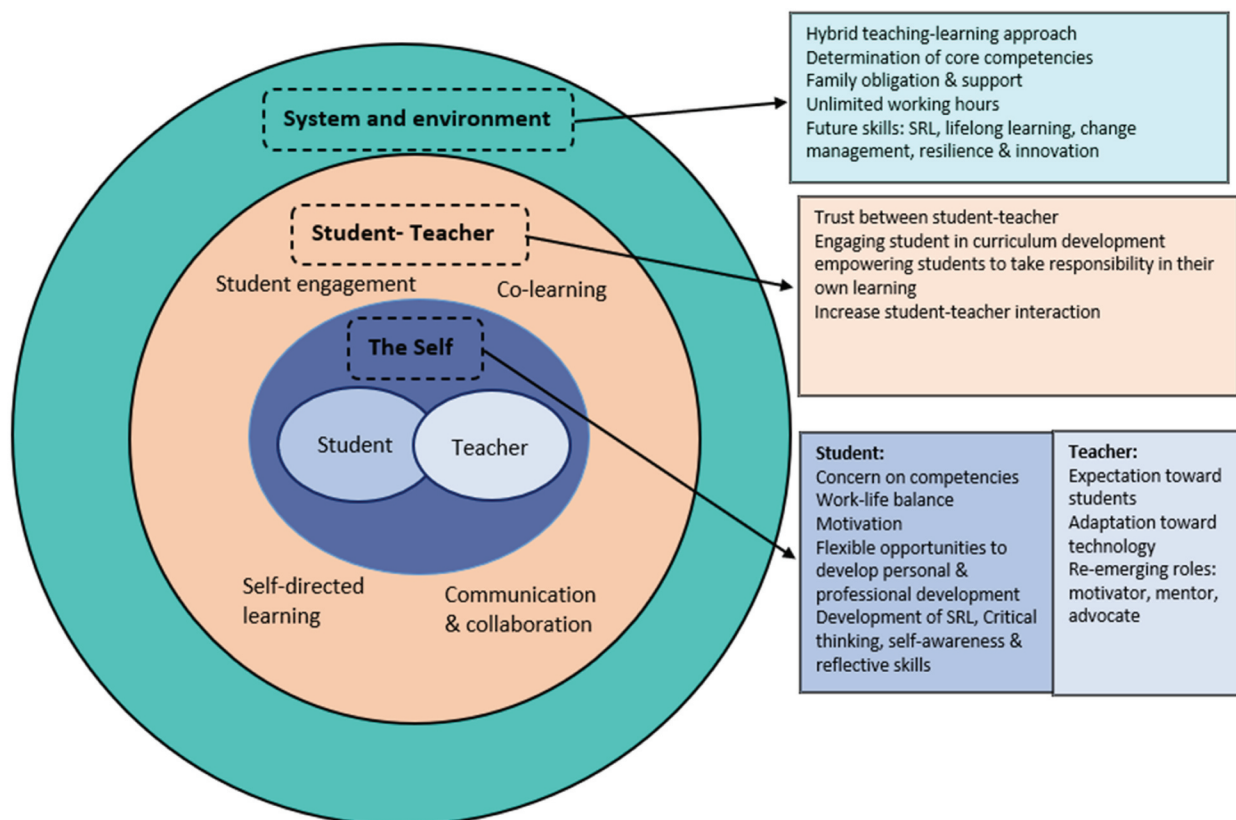 System and environment
Student- Teacher
Student engagement
Co-learning
The Self
Student
Teacher
Self-directed
learning
Communication
& collaboration
Hybrid teaching-learning approach
Determination of core competencies
Family obligation & support
Unlimited working hours
Future skills: SRL, lifelong learning, change
management, resilience & innovation
Trust between student-teacher
Engaging student in curriculum development
empowering students to take responsibility in their
own learning
Increase student-teacher interaction
Student:
Concern on competencies
Work-life balance
Motivation
Flexible opportunities to
develop personal &
professional development
Development of SRL, Critical
thinking, self-awareness &
reflective skills
Teacher:
Expectation toward
students
Adaptation toward
technology
Re-emerging roles:
motivator, mentor,
advocate